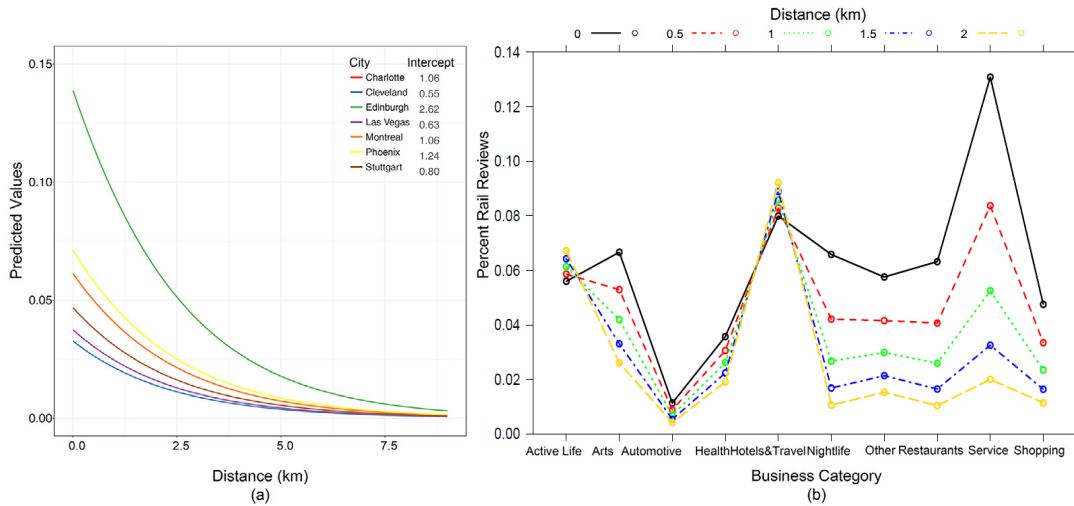 0.15
0.10
0.05
0.00
Predicted Values
0.0 2.5 5.0 7.5
Distance (km)
(a)
City Intercept
Charlotte 1.06
Cleveland 0.55
Edinburgh 2.62
Las Vegas 0.63
Montreal 1.06
Phoenix 1.24
Stuttgart 0.80
Distance (km)
0 0.5 1 1.5 2
0.14
0.12
0.10
0.08
0.06
0.04
0.02
0.00
Percent Rail Reviews
Active Life Arts Automotive Health Hotels&Travel Nightlife Other Restaurants Service Shopping
Business Category
(b)